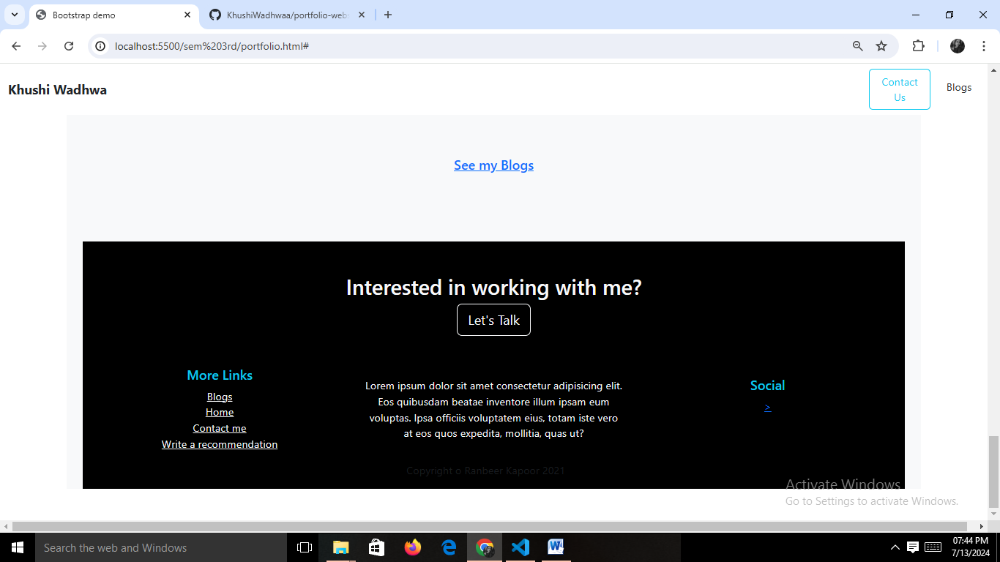 Bootstrap demo
KhushiWadhwaa/portfolio-webs
localhost:5500/sem%203rd/portfolio.html#
Khushi Wadhwa
Contact
Us
Blogs
See my Blogs
Interested in working with me?
Let's Talk
More Links
Blogs
Home
Contact me
Write a recommendation
Lorem ipsum dolor sit amet consectetur adipisicing elit.
Eos quibusdam beatae inventore illum ipsam eum
voluptas. Ipsa officiis voluptatem eius, totam iste vero
at eos quos expedita, mollitia, quas ut?
Social
>
Copyright o Ranbeer Kapoor 2021
Activate Windows
Go to Settings to activate Windows.
Search the web and Windows
07:44 PM
7/13/2024